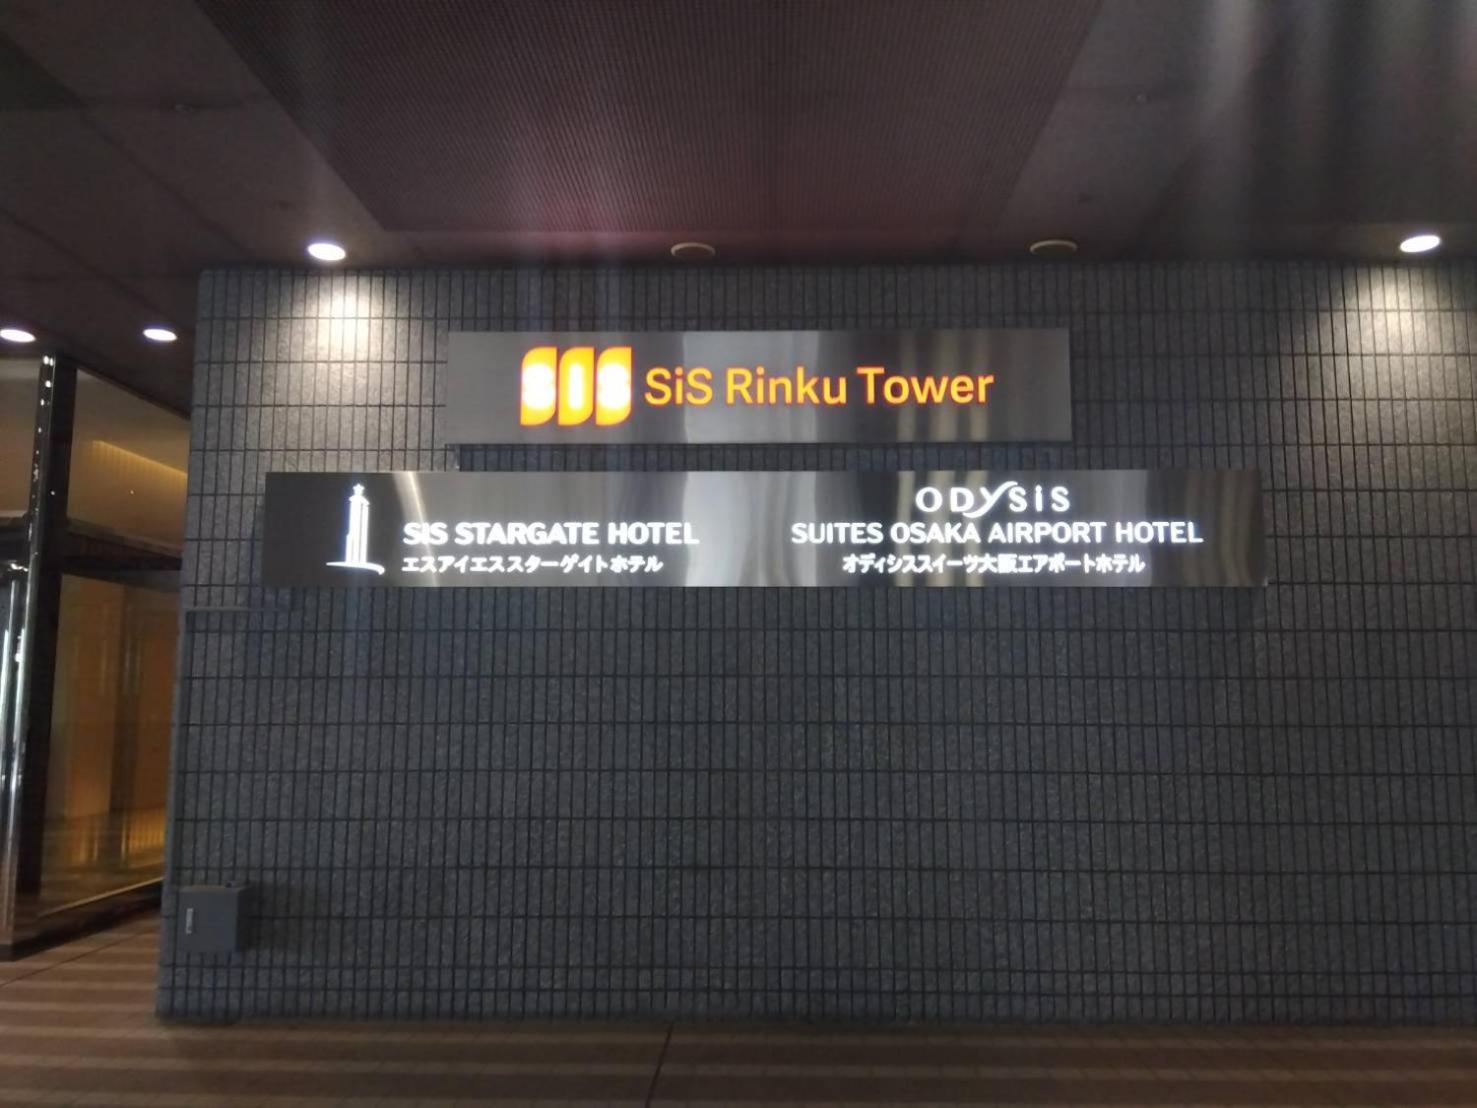 SiS SiS Rinku Tower
SiS STARGATE HOTEL
エスアイエススターゲイトホテル
ODYSiS
SUITES OSAKA AIRPORT HOTEL
オディシススイーツ大阪エアポートホテル